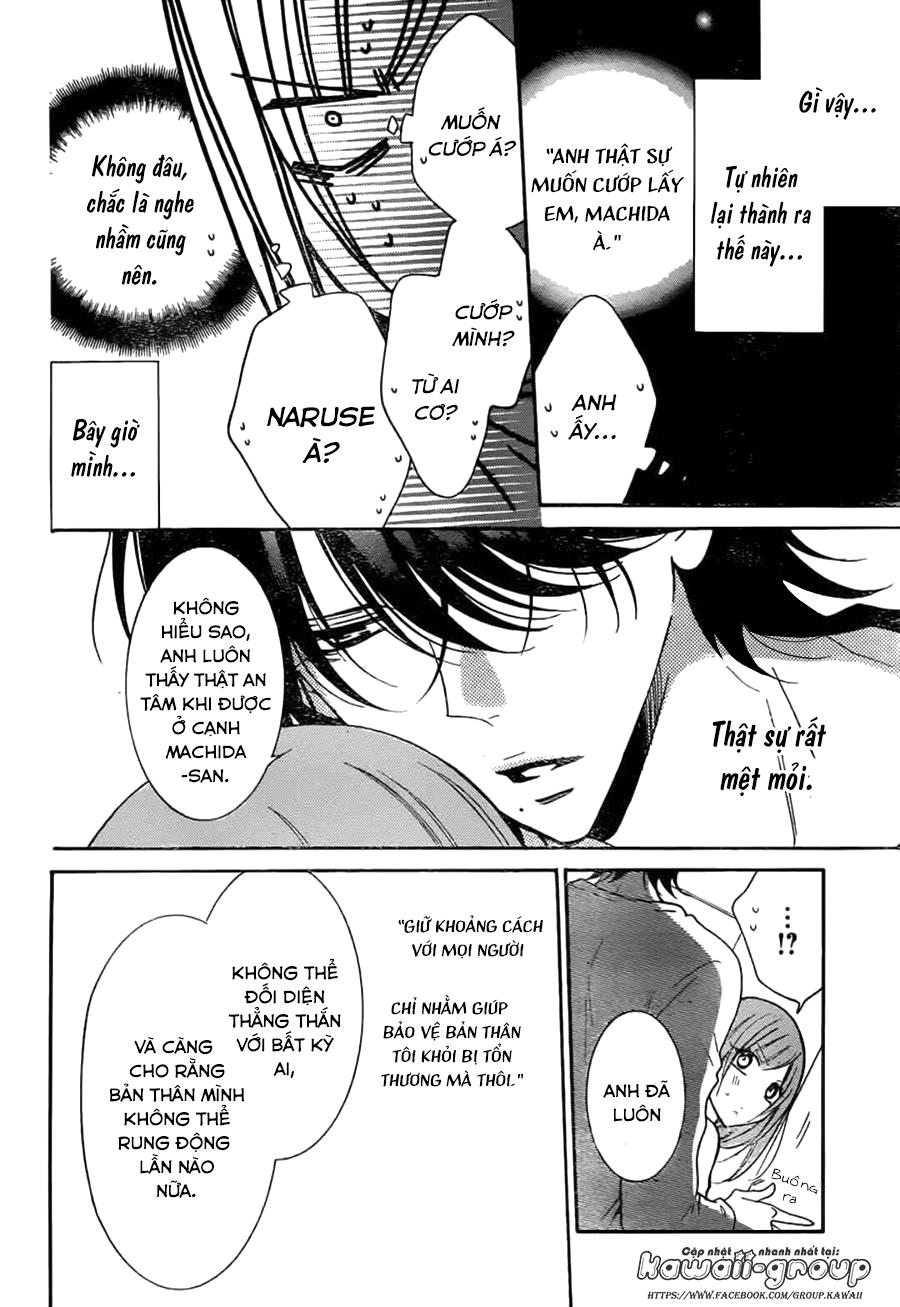 Gì vậy...
Tự nhiên
lại thành ra
thế này...
"ANH THẬT SỰ
MUỐN CƯỚP LẤY
EM, MACHIDA
À."
ANH
ẤY...
MUỐN
CƯỚP Á?
CƯỚP
MÌNH?
TỪ AI
CƠ?
Không đâu,
chắc là nghe
nhầm cũng
nên.
NARUSE
À?
Bây giờ
mình...
Thật sự rất
mệt mỏi.
KHÔNG
HIỂU SAO,
ANH LUÔN
THẤY THẬT AN
TÂM KHI ĐƯỢC
Ở CẠNH
MACHIDA
-SAN.
...
!?
ANH ĐÃ
LUÔN
Buông
ra
"GIỮ KHOẢNG CÁCH
VỚI MỌI NGƯỜI
CHỈ NHẰM GIÚP
BẢO VỆ BẢN THÂN
TÔI KHỎI BỊ TỔN
THƯƠNG MÀ THÔI."
KHÔNG THỂ
ĐỐI DIỆN
THẲNG THẮN
VỚI BẤT KỲ
AI,
VÀ CÀNG
CHO RẰNG
BẢN THÂN MÌNH
KHÔNG THỂ
RUNG ĐỘNG
LẦN NÀO
NỮA.
Cập nhật nhanh nhất tại:
kawaii-group
HTTPS://WWW.FACEBOOK.COM/GROUP.KAWAII